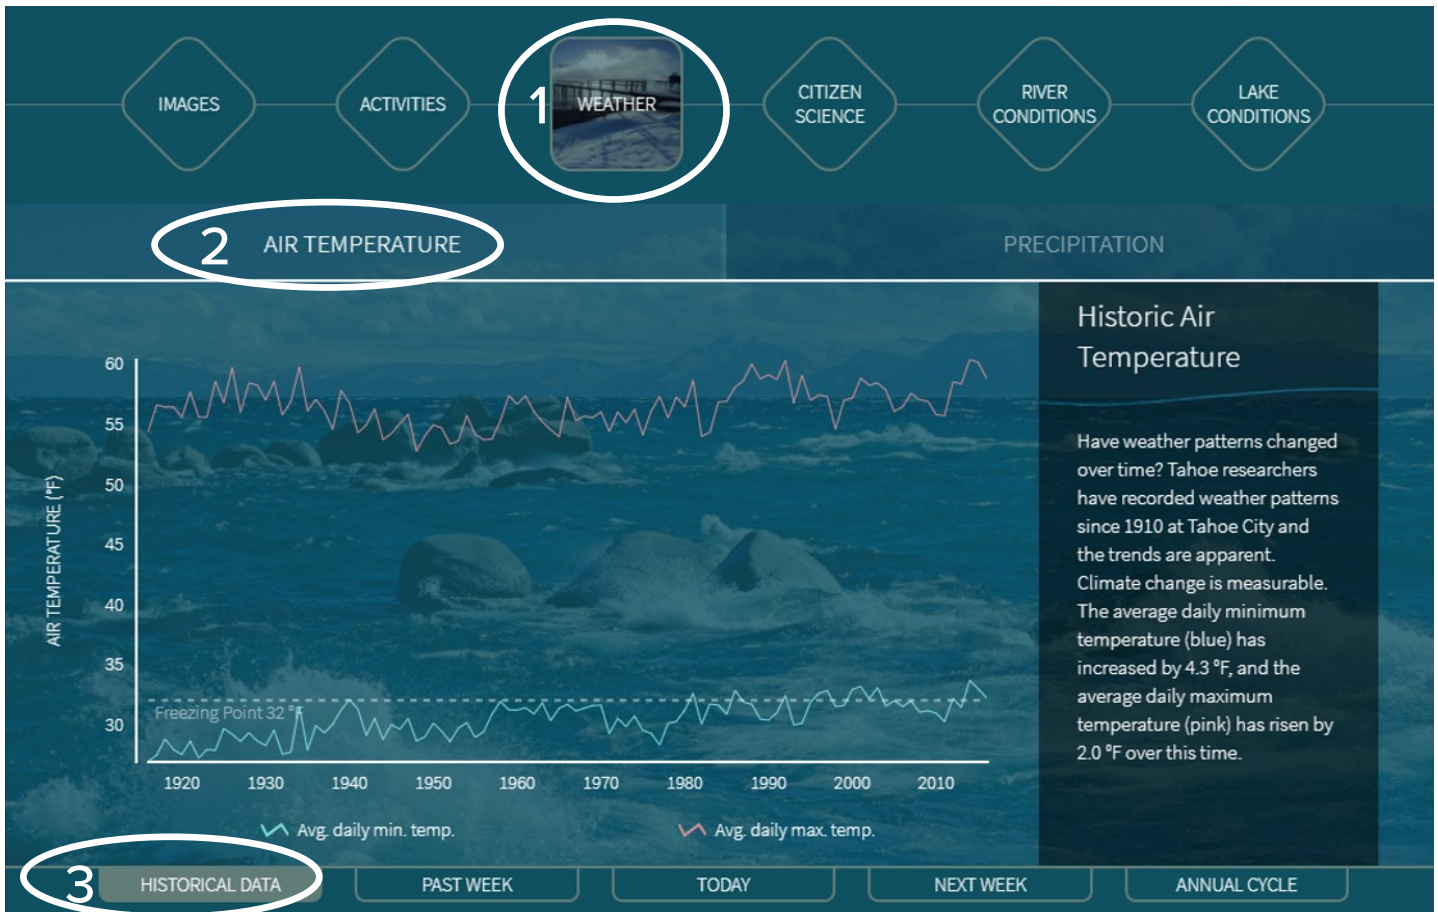 IMAGES
ACTIVITIES
1
WEATHER
CITIZEN
SCIENCE
RIVER
CONDITIONS
LAKE
CONDITIONS
2
AIR TEMPERATURE
PRECIPITATION
AIR TEMPERATURE (°F)
60
55
50
45
40
35
30
Freezing Point 32 °F
1920
1930
1940
1950
1960
1970
1980
1990
2000
2010
Avg. daily min. temp.
Avg. daily max. temp.
Historic Air
Temperature
Have weather patterns changed
over time? Tahoe researchers
have recorded weather patterns
since 1910 at Tahoe City and
the trends are apparent.
Climate change is measurable.
The average daily minimum
temperature (blue) has
increased by 4.3 °F, and the
average daily maximum
temperature (pink) has risen by
2.0 °F over this time.
3
HISTORICAL DATA
PAST WEEK
TODAY
NEXT WEEK
ANNUAL CYCLE